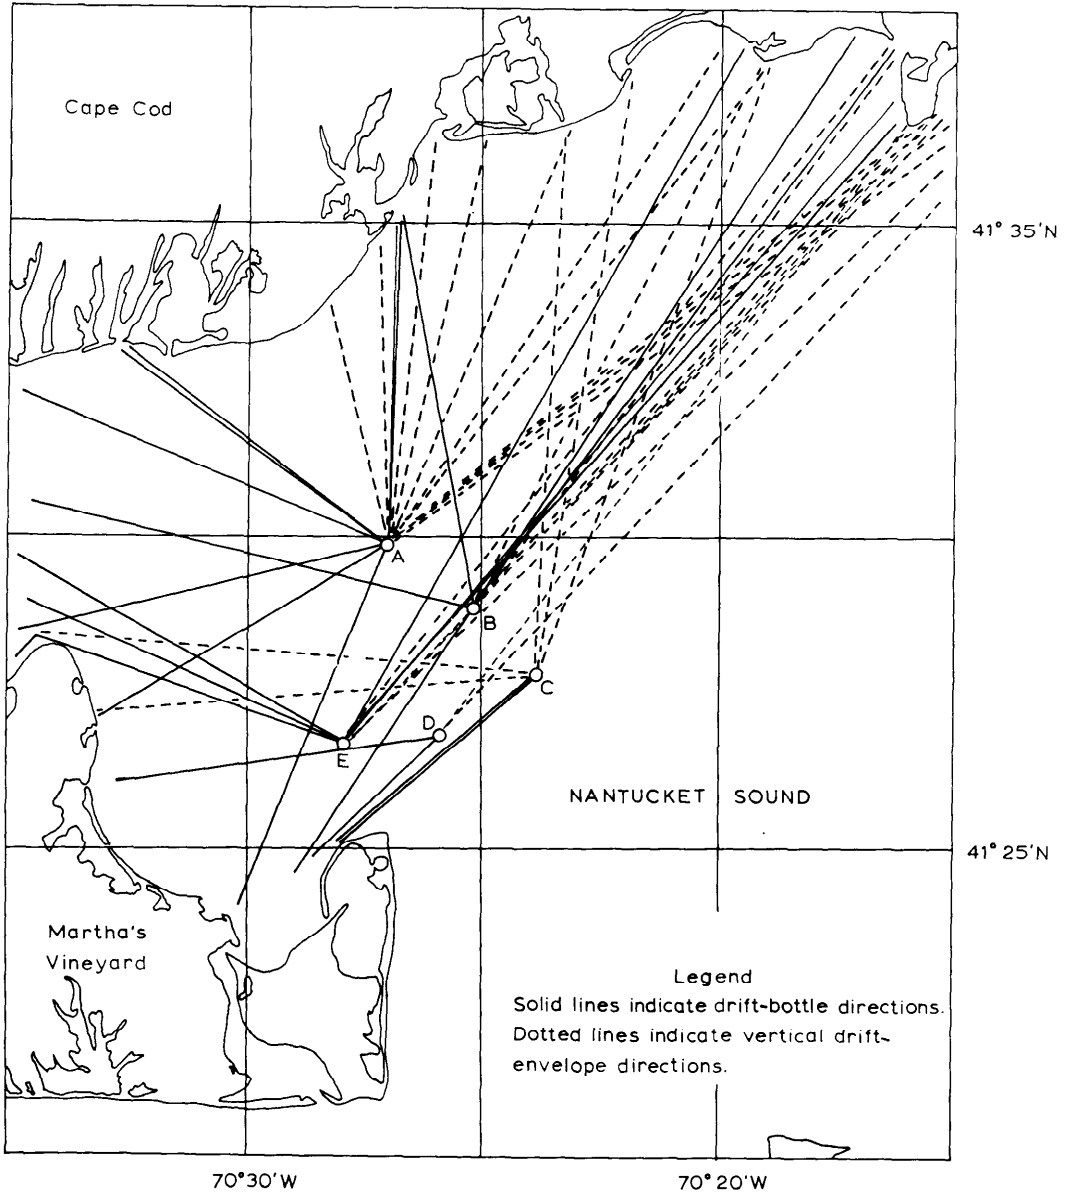 Cape Cod
41° 35'N
A
B
C
D
E
NANTUCKET SOUND
41° 25'N
Martha's
Vineyard
Legend
Solid lines indicate drift-bottle directions.
Dotted lines indicate vertical drift-
envelope directions.
70°30'W
70°20'W